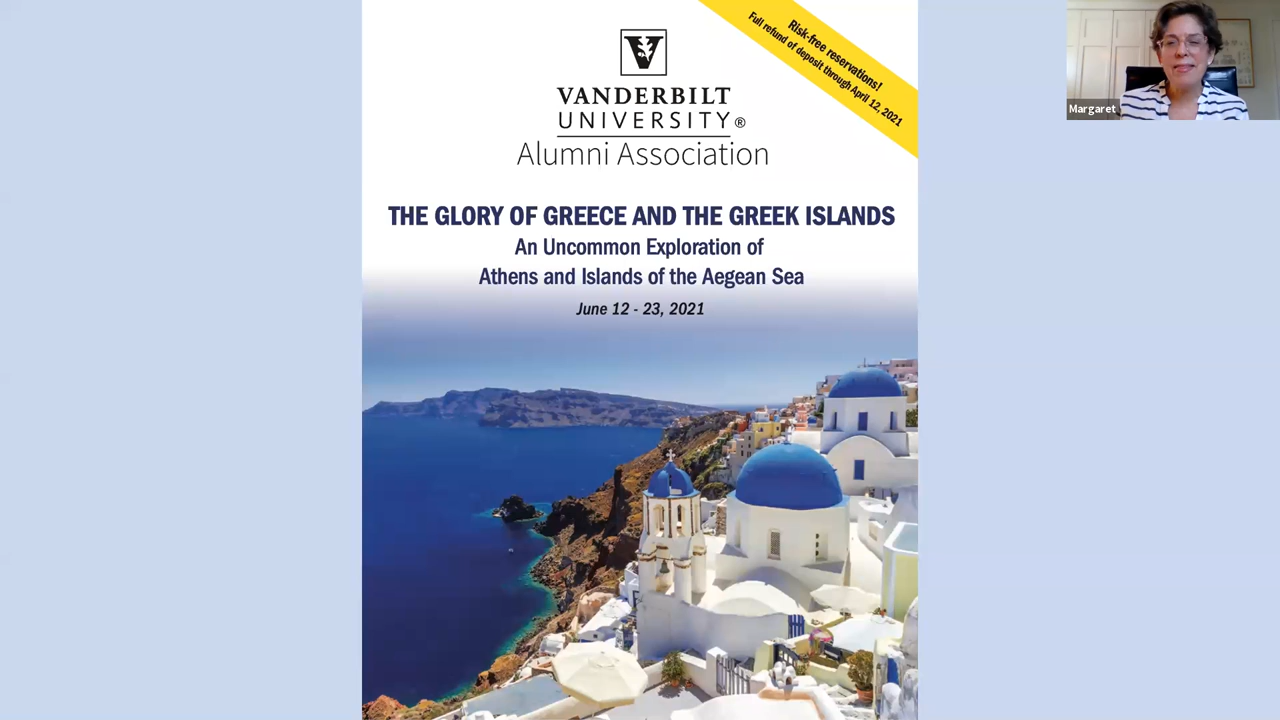 Risk-free reservations!
Full refund of deposit through April 12, 2021
V
VANDERBILT
UNIVERSITY®
Alumni Association
THE GLORY OF GREECE AND THE GREEK ISLANDS
An Uncommon Exploration of
Athens and Islands of the Aegean Sea
June 12 - 23, 2021
Margaret